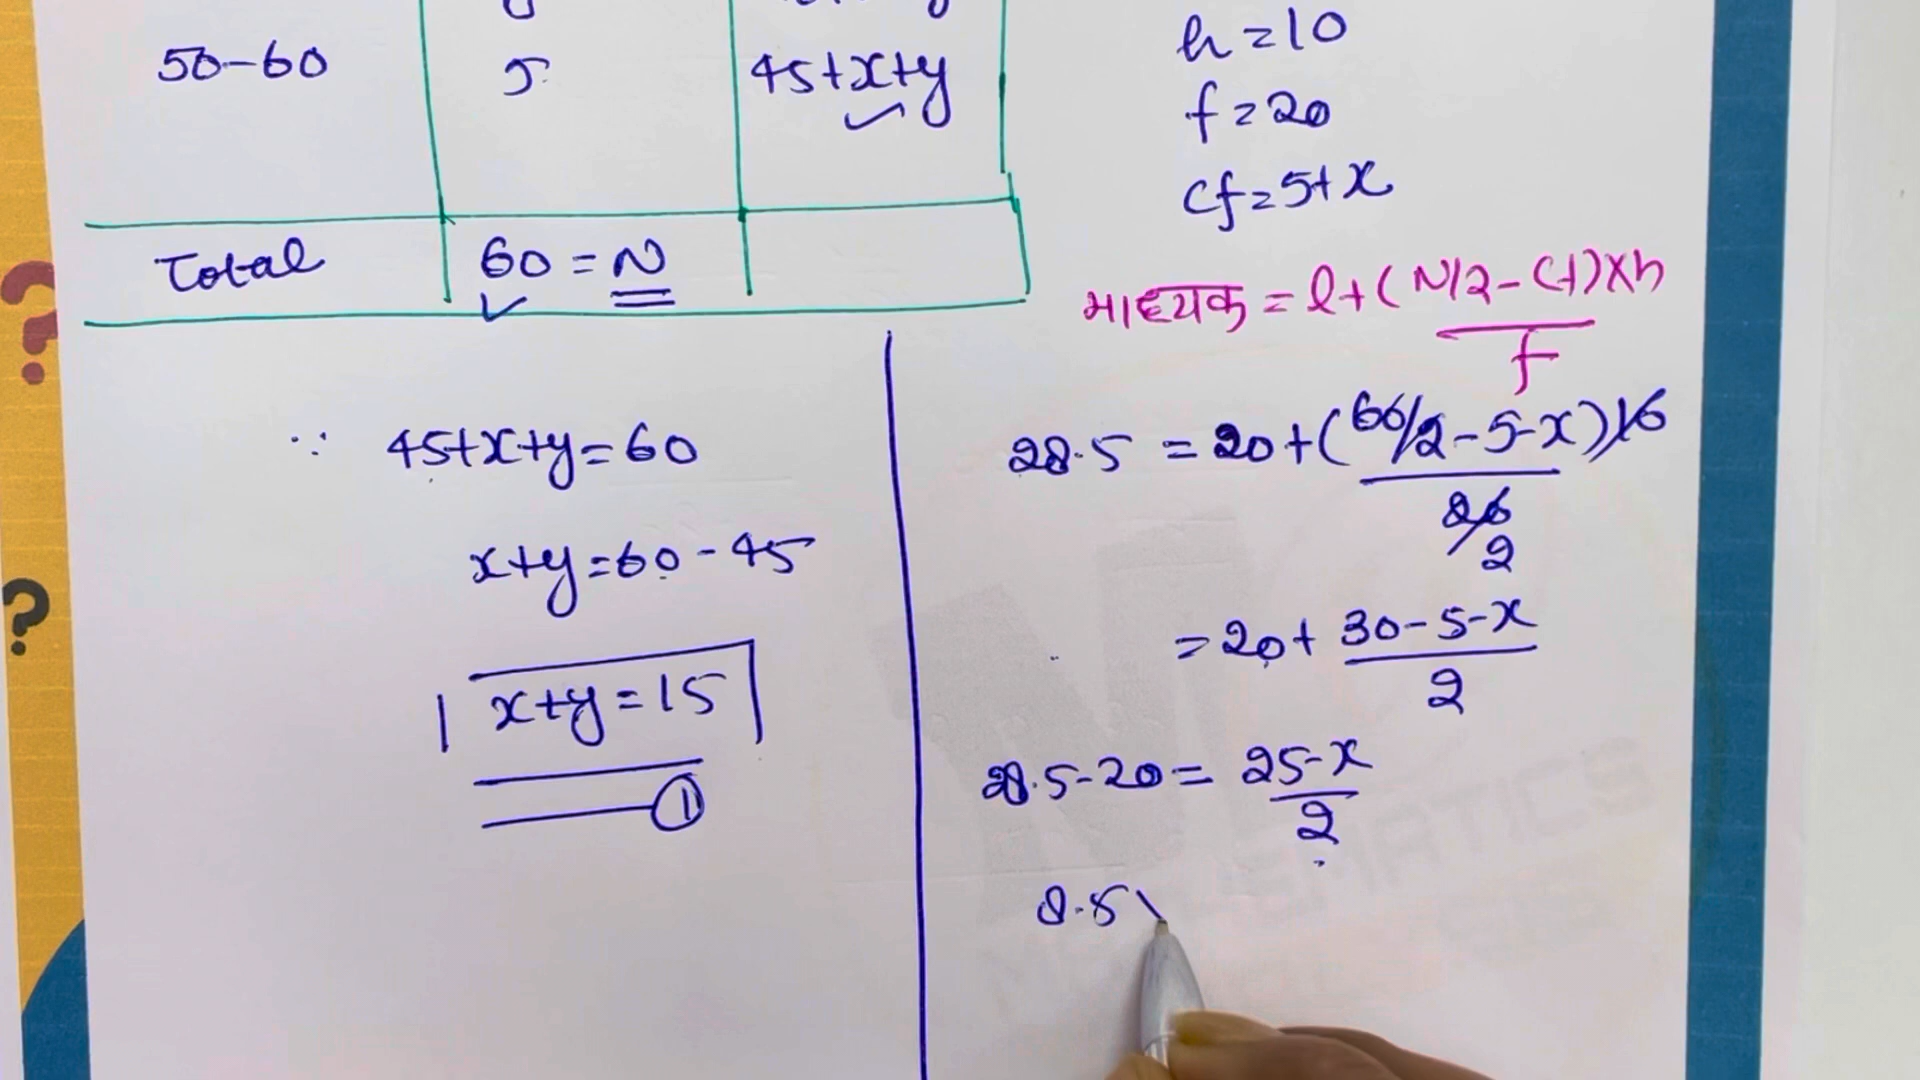 50-60 5 45+x+y
Total 60 = N
∵ 45+x+y=60
x+y=60-45
x+y=15
①
h=10
f=20
cf=5+x
माध्यक = l+(N/2-cf)×h
f
28.5 = 20+(60/2-5-x)10
20
2
=20+ 30-5-x
2
28.5-20= 25-x
2
8.5